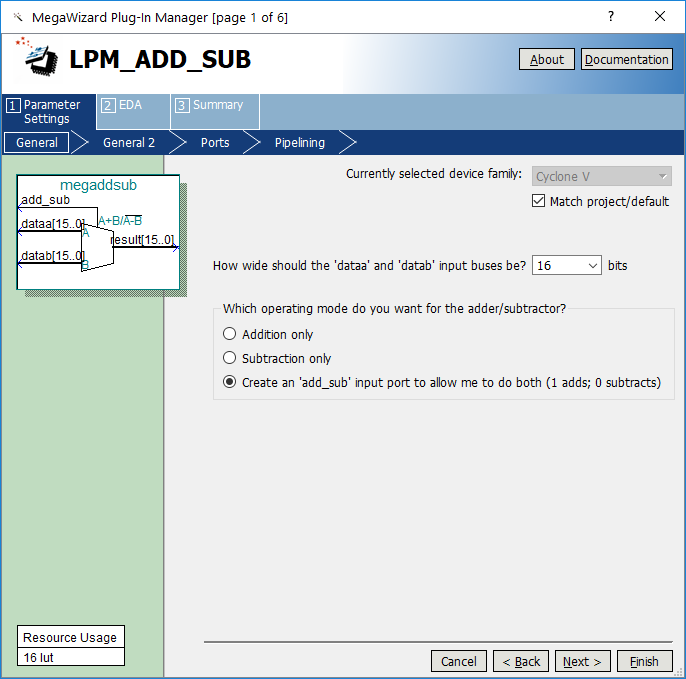 MegaWizard Plug-In Manager [page 1 of 6]
?
LPM_ADD_SUB
About
Documentation
1 Parameter Settings
2 EDA
3 Summary
General
General 2
Ports
Pipelining
megaddsub
add_sub
A+B/A-B
dataa[15..0]
A
result[15..0]
datab[15..0]
B
Currently selected device family:
Cyclone V
Match project/default
How wide should the 'dataa' and 'datab' input buses be?
16
bits
Which operating mode do you want for the adder/subtractor?
Addition only
Subtraction only
Create an 'add_sub' input port to allow me to do both (1 adds; 0 subtracts)
Resource Usage
16 lut
Cancel
< Back
Next >
Finish